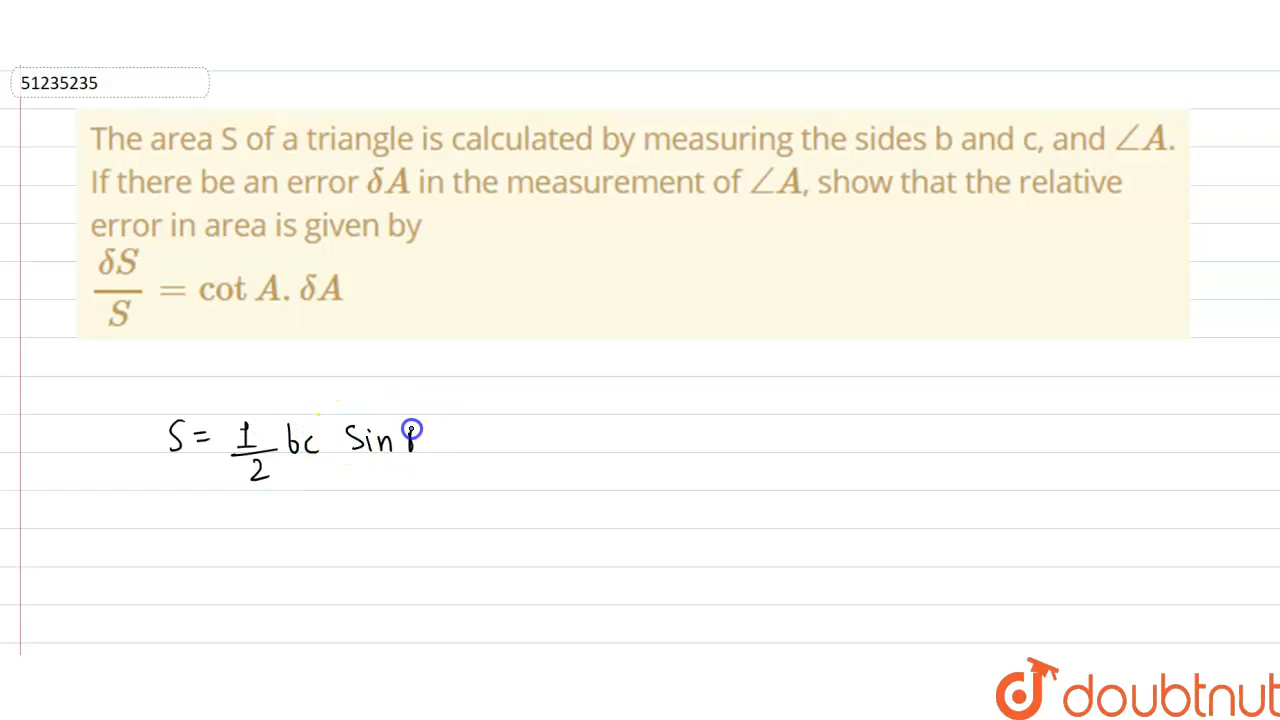 51235235
The area S of a triangle is calculated by measuring the sides b and c, and ∠A.
If there be an error δA in the measurement of ∠A, show that the relative
error in area is given by
δS/S = cot A. δA
S = 1/2 bc Sin
doubtnut